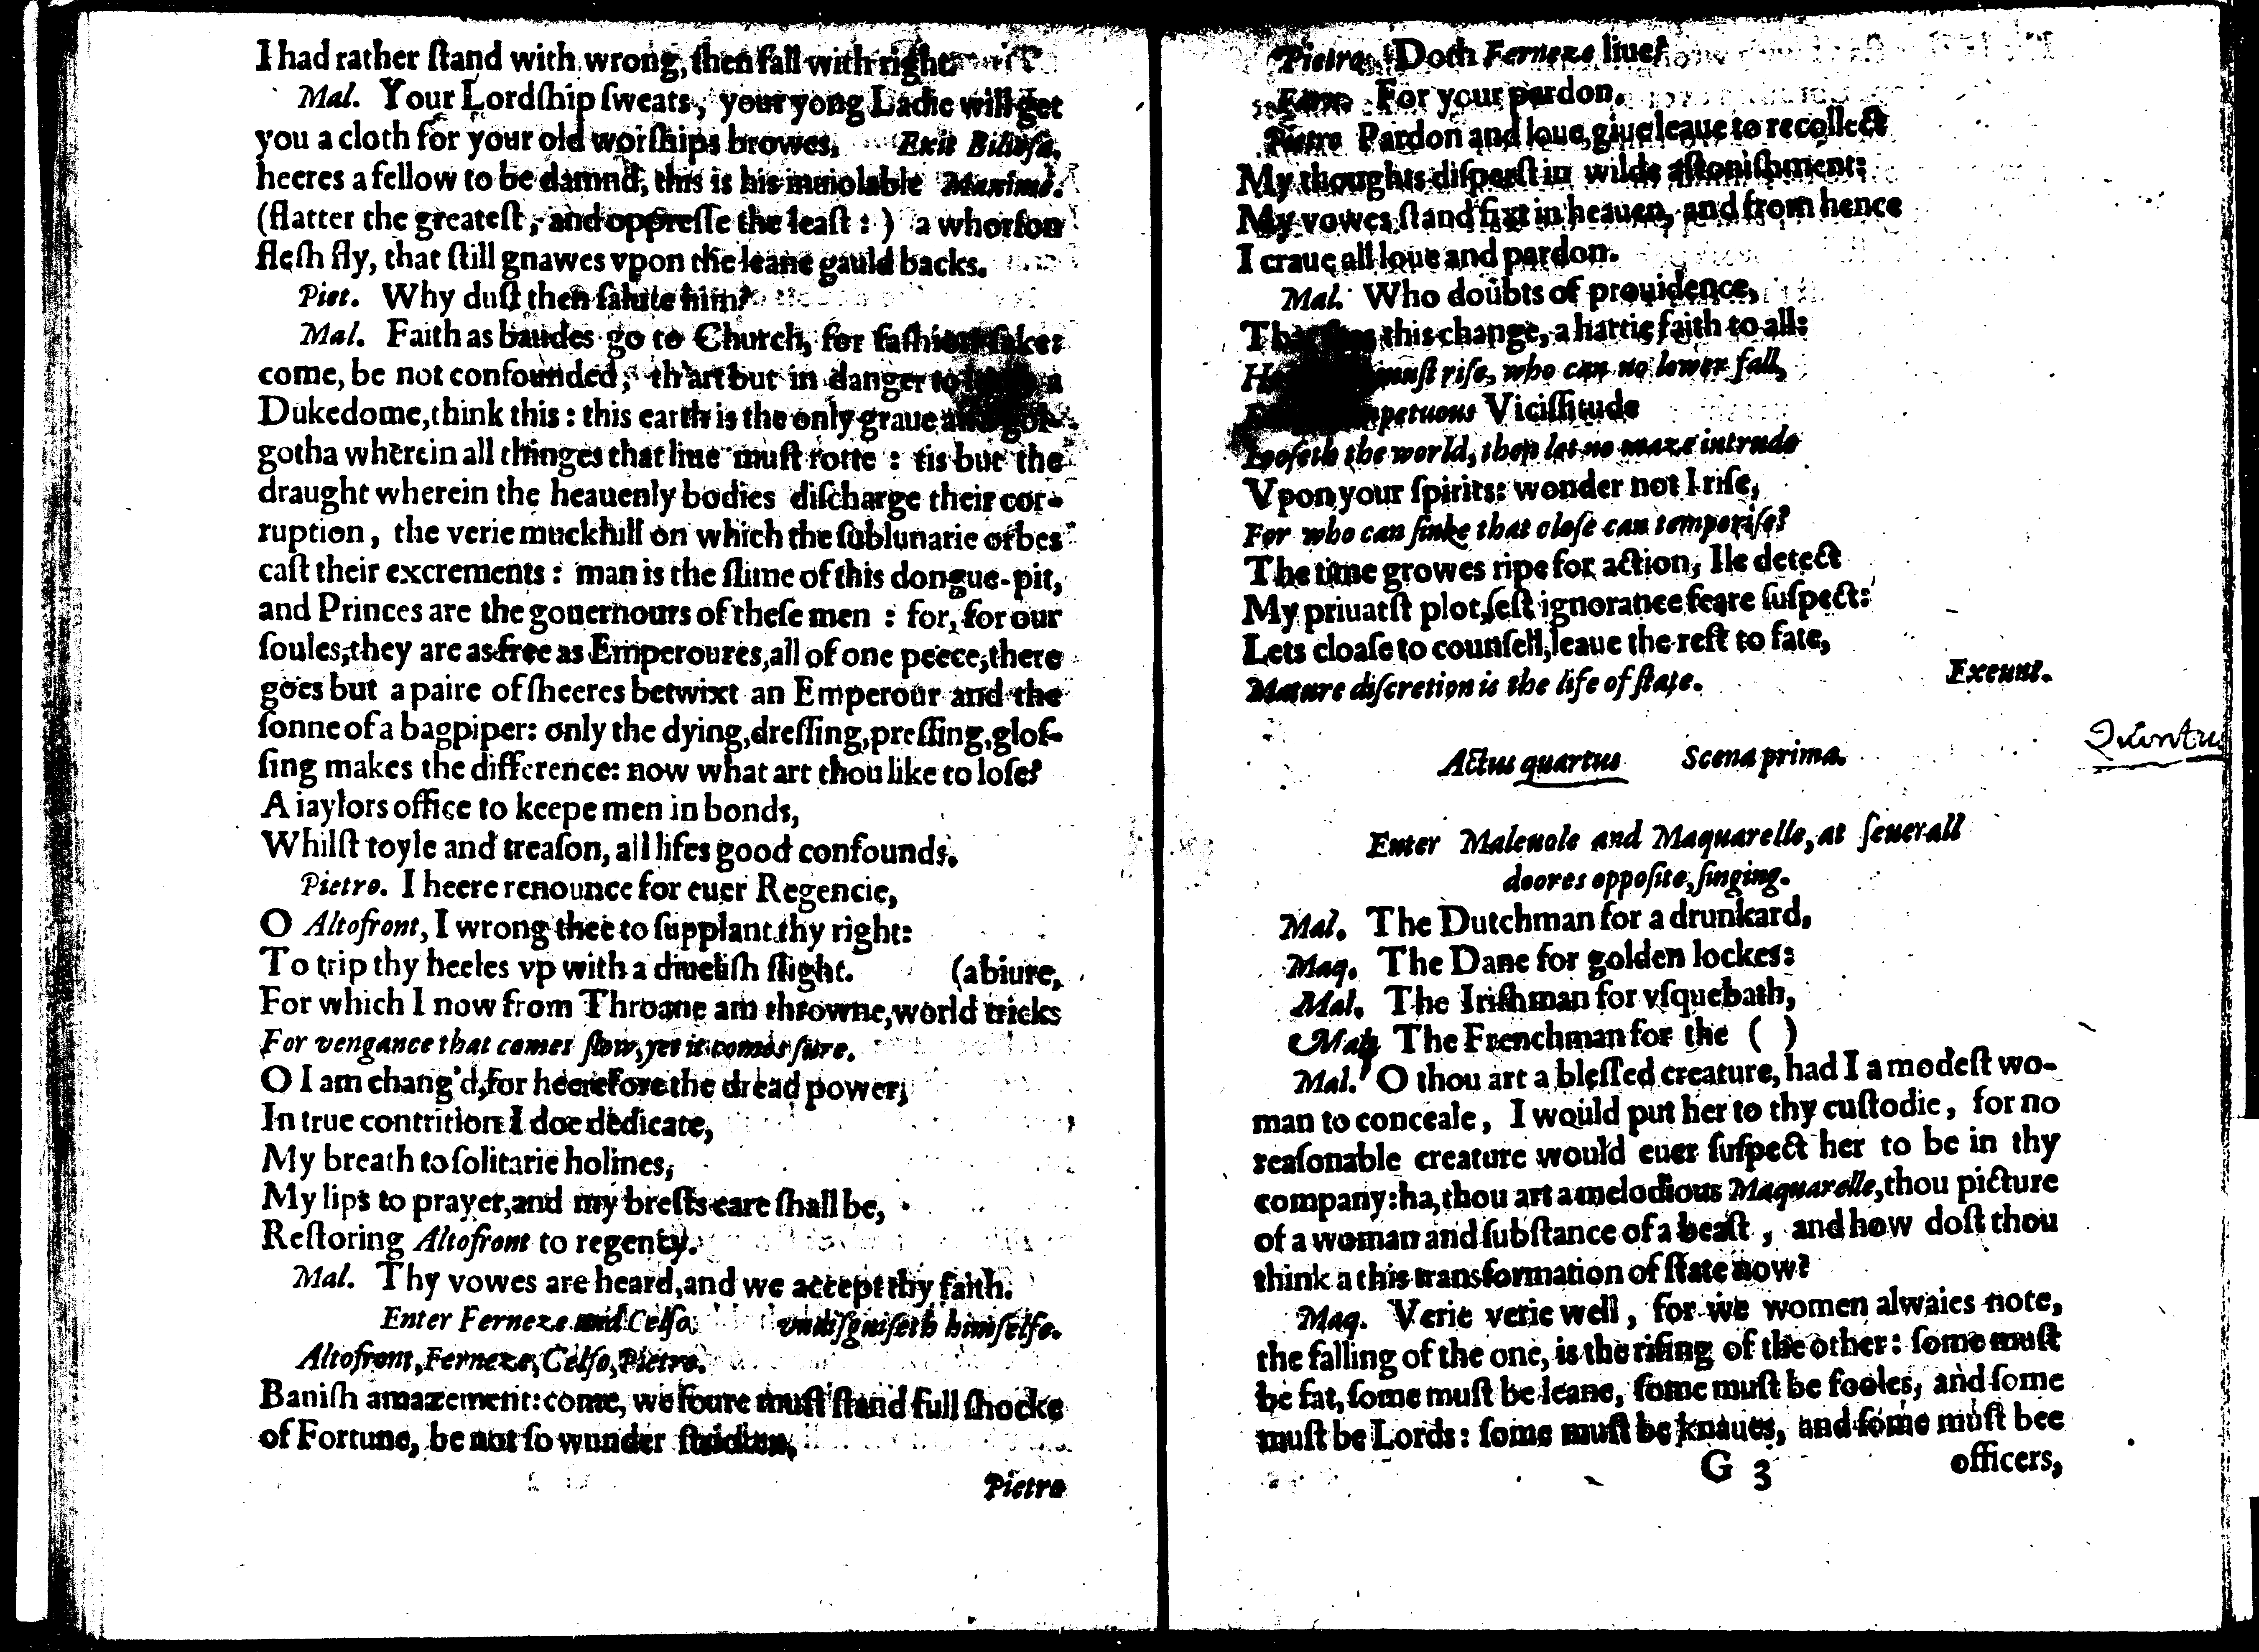 I had rather ſtand with wrong, then fall with right.
Mal. Your Lordſhip ſweats, your yong Ladie will get
you a cloth for your old worſhips browes. Exit Bilioſa.
heeres a fellow to be damnd, this is his inuiolable Maxime.
(flatter the greateſt, and oppreſſe the leaſt: ) a whorſon
fleſh fly, that ſtill gnawes vpon the leane gauld backs.
Piet. Why duſt then ſalute him?
Mal. Faith as baudes go to Church, for faſhion ſake:
come, be not confounded, th'art but in danger to a
Dukedome, think this: this earth is the only graue and gol-
gotha wherein all thinges that liue muſt rotte : tis but the
draught wherein the heauenly bodies diſcharge their cor-
ruption, the verie muckhill on which the ſublunarie orbes
caſt their excrements: man is the ſlime of this dongue-pit,
and Princes are the gouernours of theſe men : for, for our
ſoules, they are as free as Emperoures, all of one peece, there
goes but a paire of ſheeres betwixt an Emperour and the
ſonne of a bagpiper: only the dying, dreſſing, preſſing, gloſ-
ſing makes the difference: now what art thou like to loſe?
A iaylors office to keepe men in bonds,
Whilſt toyle and treaſon, all lifes good confounds.
Pietro. I heere renounce for euer Regencie,
O Altofront, I wrong thee to ſupplant thy right:
To trip thy heeles vp with a diueliſh ſlight. (abiure,
For which I now from Throane am throwne, world tricks
For vengance that comes ſlow, yet it comes ſure.
O I am chang'd, for heerefore the dread power,
In true contrition I doe dedicate,
My breath to ſolitarie holines,
My lips to prayer, and my breſts care ſhall be,
Reſtoring Altofront to regency.
Mal. Thy vowes are heard, and we accept thy faith.
Enter Ferneze and Celſo. vndiſguiſeth himſelfe.
Altofront, Ferneze, Celſo, Pietro.
Baniſh amazement: come, we foure muſt ſtand full ſhocke
of Fortune, be not ſo wunder ſtricken,
Pietro
Pietro. Doth Ferneze liue?
Fern. For your pardon.
Pietro Pardon and loue, giue leaue to recollect
My thoughts diſperſt in wilde aſtoniſhment:
My vowes ſtand fixt in heauen, and from hence
I craue all loue and pardon.
Mal. Who doubts of prouidence,
That ſees this change, a hartie faith to all:
He muſt riſe, who can no lower fall,
Viciſſitude
Looſeth the world, then let no maze intrude
Vpon your ſpirits: wonder not I riſe,
For who can ſinke that cloſe can temporiſe?
The time growes ripe for action, Ile detect
My priuatſt plot, leſt ignorance feare ſuſpect:
Lets cloaſe to counſell, leaue the reſt to fate,
Mature diſcretion is the life of ſtate. Exeunt.
Quintu
Actus quartus Scena prima.
Enter Maleuole and Maquarelle, at ſeuerall
doores oppoſite, ſinging.
Mal. The Dutchman for a drunkard,
Maq. The Dane for golden lockes:
Mal. The Iriſhman for vſquebath,
Maq. The Frenchman for the ( )
Mal. O thou art a bleſſed creature, had I a modeſt wo-
man to conceale, I would put her to thy cuſtodie, for no
reaſonable creature would euer ſuſpect her to be in thy
company: ha, thou art a melodious Maquarelle, thou picture
of a woman and ſubſtance of a beaſt, and how doſt thou
think a this transformation of ſtate now?
Maq. Verie verie well, for we women alwaies note,
the falling of the one, is the riſing of the other: ſome muſt
be fat, ſome muſt be leane, ſome muſt be fooles, and ſome
muſt be Lords: ſome muſt be knaues, and ſome muſt bee
G 3 officers,